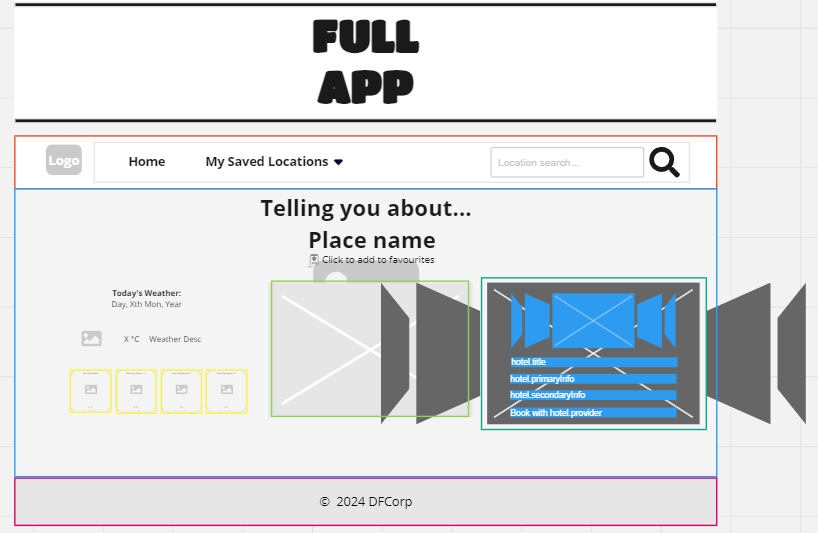 FULL
APP
Logo
Home
My Saved Locations
Location search...
Telling you about...
Place name
Click to add to favourites
Today's Weather:
Day, Xth Mon, Year
X °C
Weather Desc
hotel.title
hotel.primaryInfo
hotel.secondaryInfo
Book with hotel.provider
© 2024 DFCorp